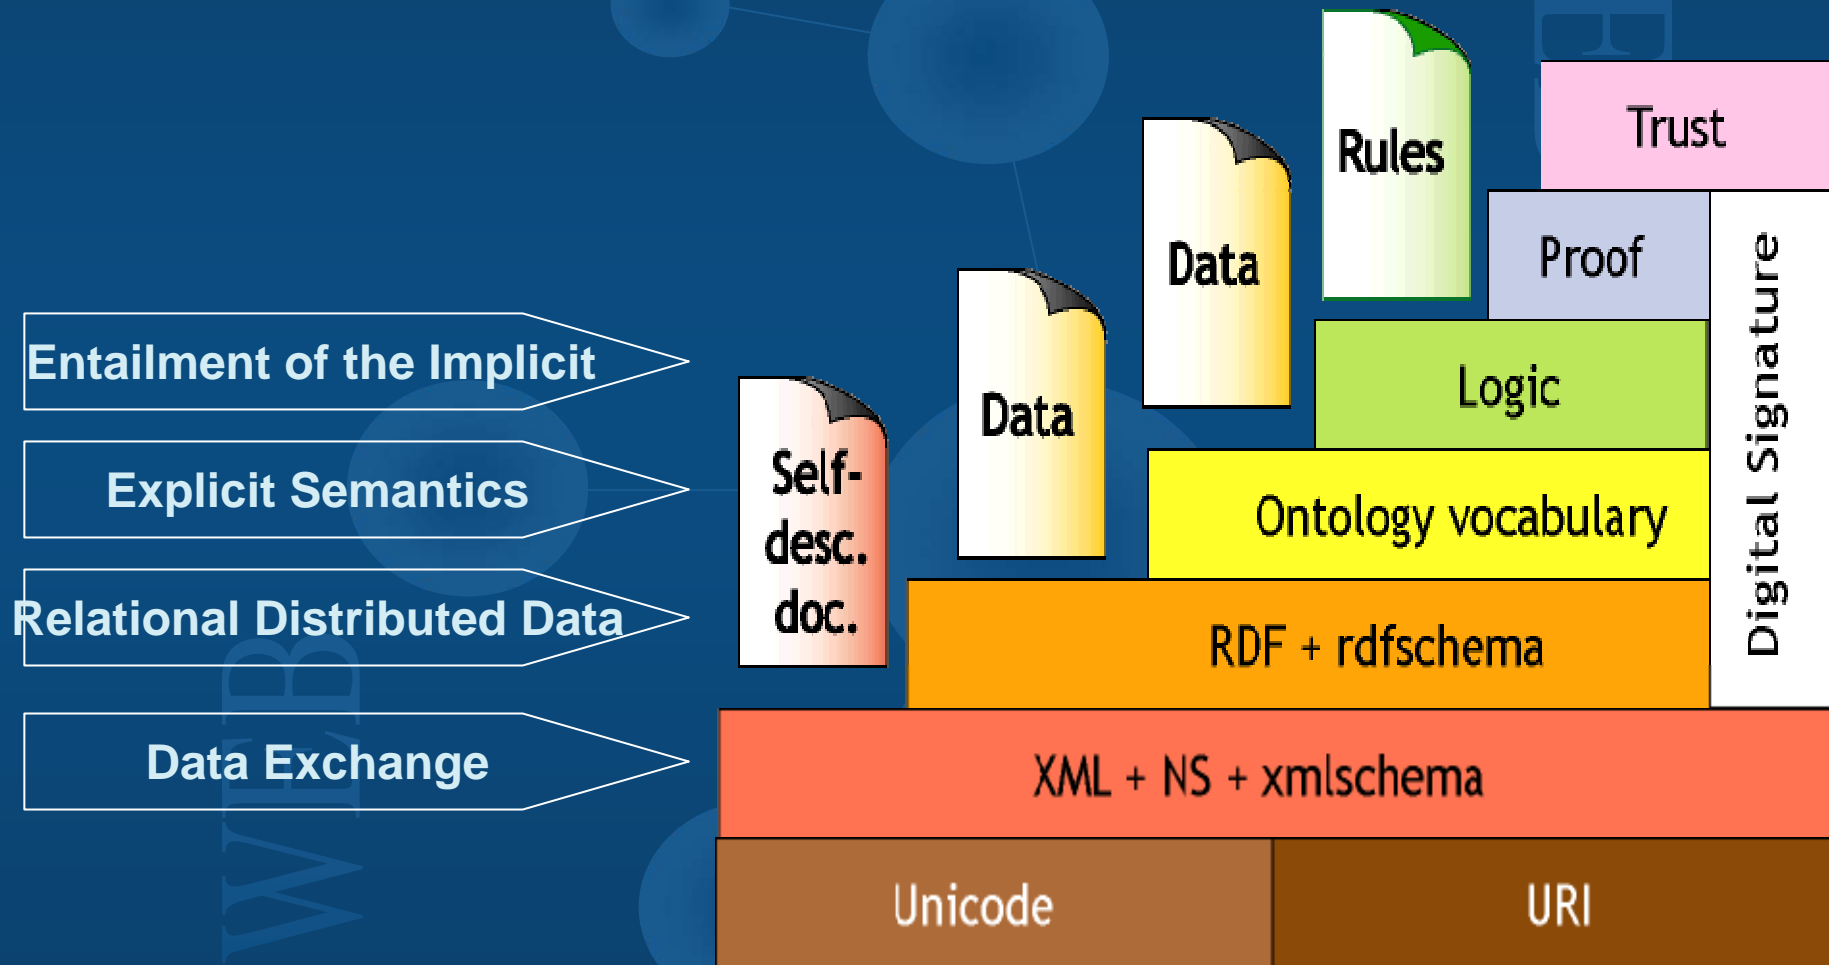 Rules
Trust
Data
Proof
Digital Signature
Entailment of the Implicit
Data
Logic
Explicit Semantics
Self-
desc.
doc.
Ontology vocabulary
Relational Distributed Data
RDF + rdfschema
Data Exchange
XML + NS + xmlschema
WEB
Unicode
URI